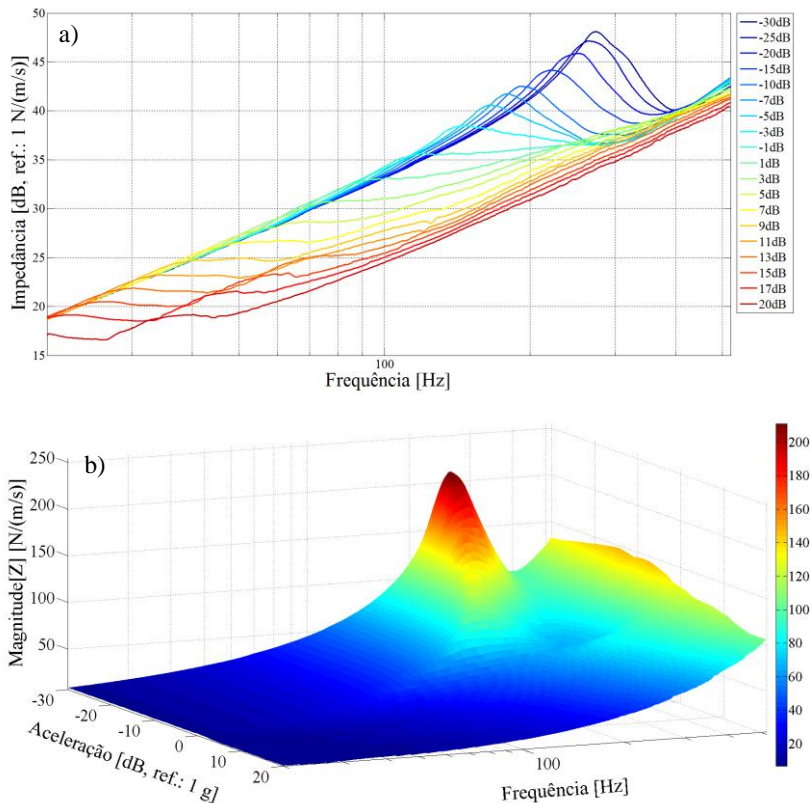 a)
50
45
40
35
30
25
20
15
Impedância [dB, ref.: 1 N/(m/s)]
100
Frequência [Hz]
-30dB
-25dB
-20dB
-15dB
-10dB
-7dB
-5dB
-3dB
-1dB
1dB
3dB
5dB
7dB
9dB
11dB
13dB
15dB
17dB
20dB
b)
250
200
150
100
50
Magnitude[Z] [N/(m/s)]
-30
-20
-10
0
10
20
Aceleração [dB, ref.: 1 g]
100
Frequência [Hz]
200
180
160
140
120
100
80
60
40
20